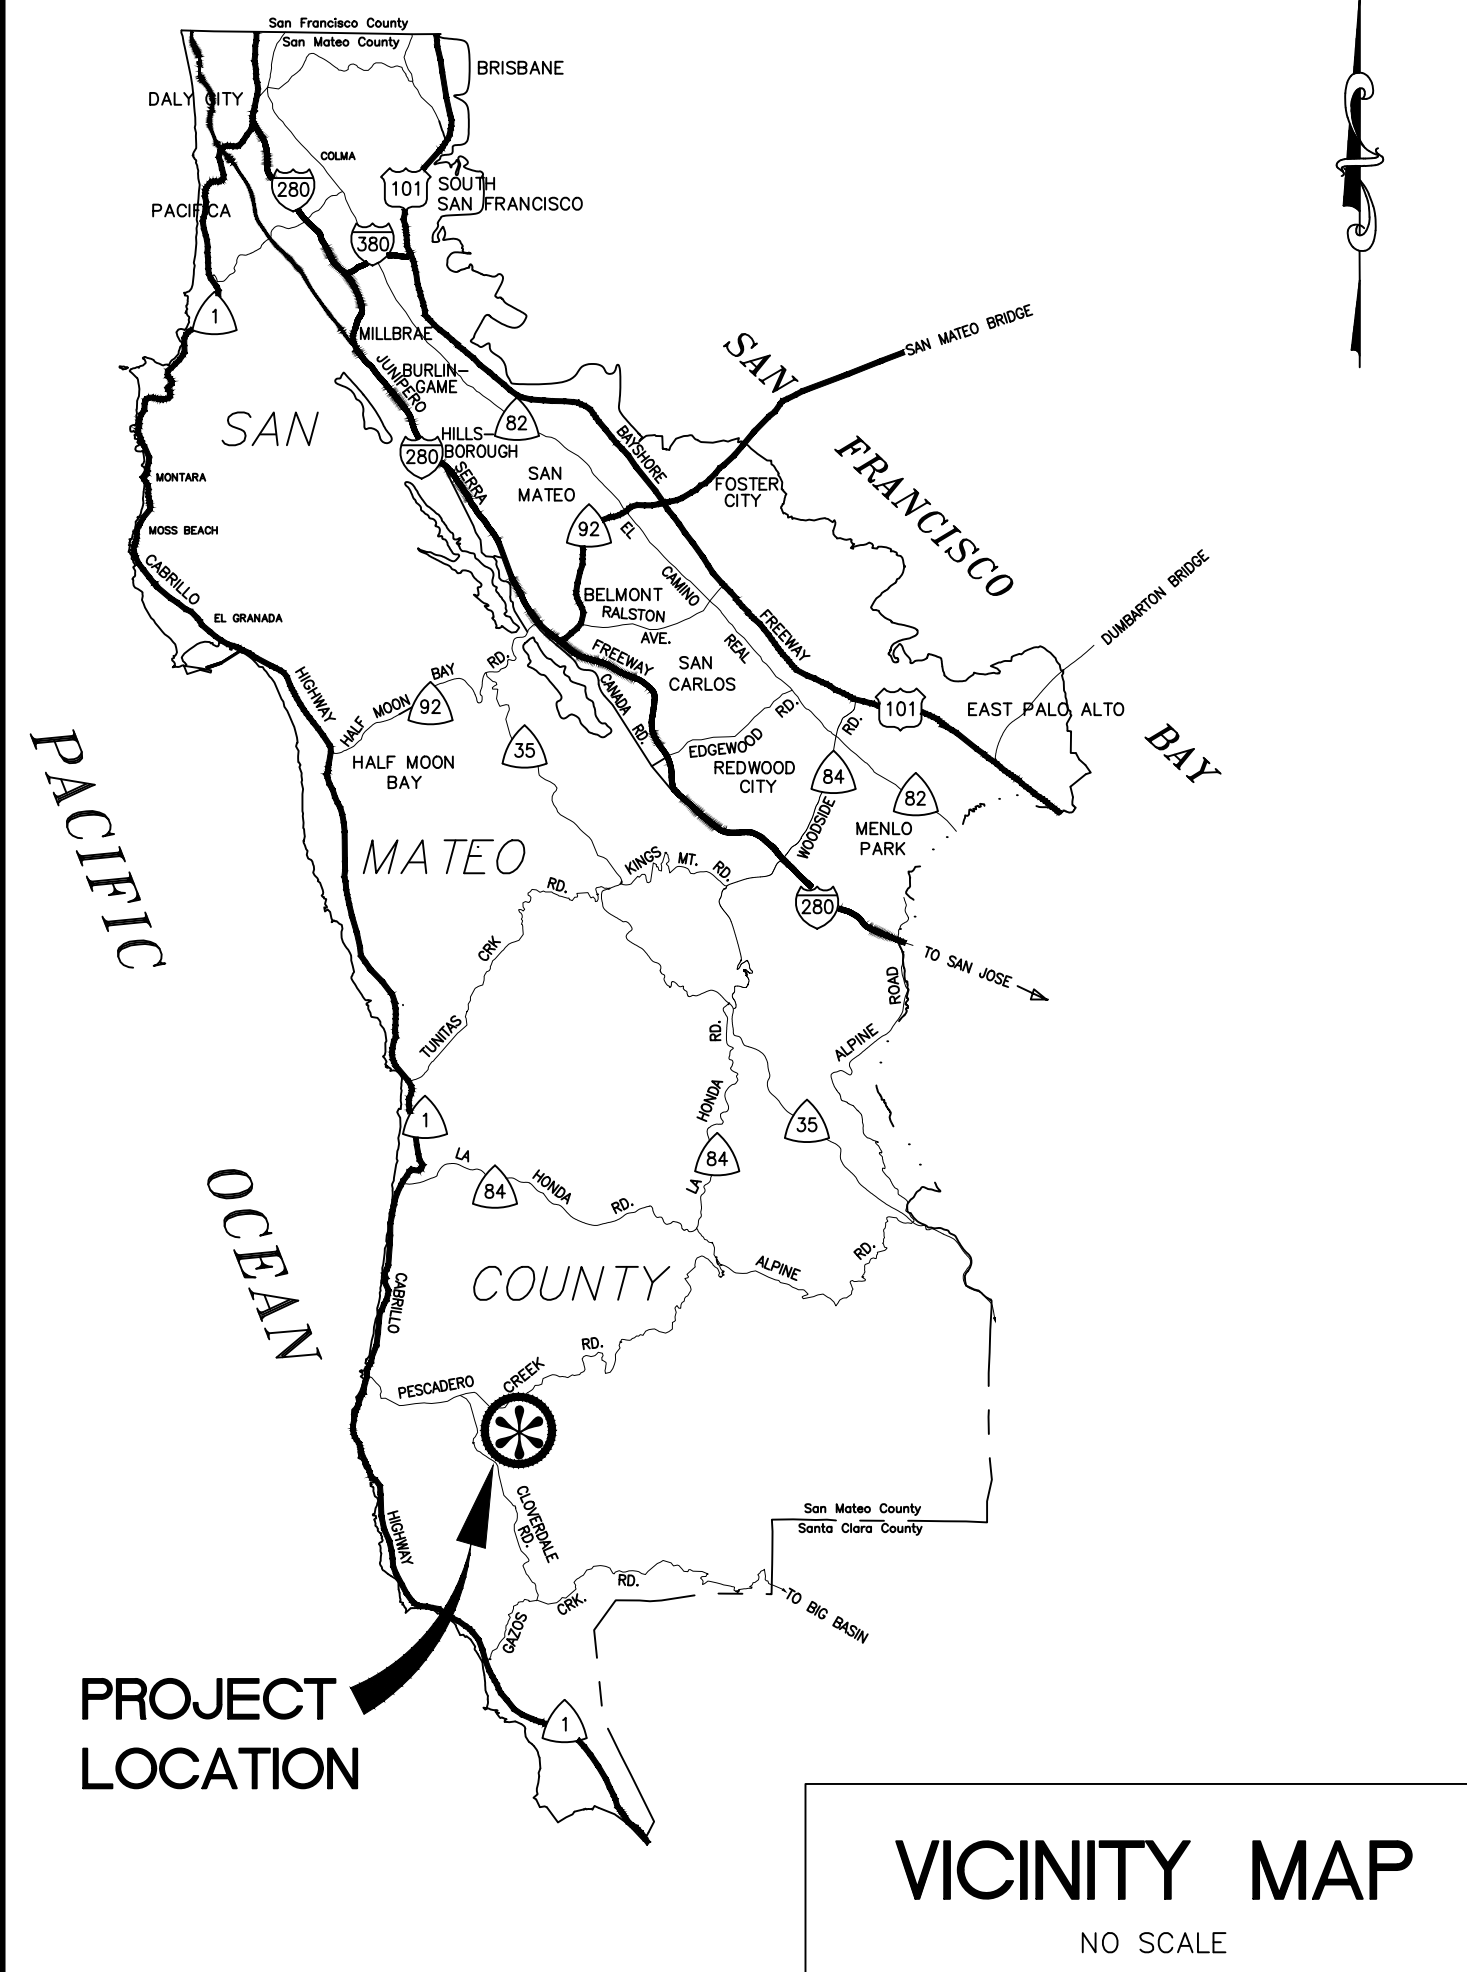 San Francisco County
San Mateo County
BRISBANE
DALY CITY
COLMA
280
101
SOUTH
SAN FRANCISCO
PACIFICA
380
1
MILLBRAE
SAN MATEO BRIDGE
SAN
JUNIPERO
BURLIN-
GAME
82
SAN
BAYSHORE
HILLS-
BOROUGH
280
SERRA
FRANCISCO
MONTARA
SAN
MATEO
FOSTER
CITY
MOSS BEACH
92
EL
CABRILLO
CAMINO
DUMBARTON BRIDGE
BELMONT
RALSTON
AVE.
EL GRANADA
FREEWAY
REAL
FREEWAY
SAN
CARLOS
RD.
BAY
HALF MOON
92
HIGHWAY
CANADA
RD.
RD.
RD.
101
EAST PALO ALTO
BAY
35
EDGEWOOD
HALF MOON
BAY
REDWOOD
CITY
84
82
PACIFIC
WOODSIDE
MENLO
PARK
MATEO
KINGS
MT.
RD.
RD.
280
CRK
TO SAN JOSE
ROAD
TUNITAS
RD.
ALPINE
HONDA
1
35
LA
84
84
HONDA
RD.
LA
OCEAN
ALPINE
RD.
COUNTY
CABRILLO
RD.
PESCADERO
CREEK
HIGHWAY
CLOVERDALE
RD.
San Mateo County
Santa Clara County
RD.
CRK.
GAZOS
TO BIG BASIN
PROJECT
LOCATION
1
VICINITY MAP
NO SCALE